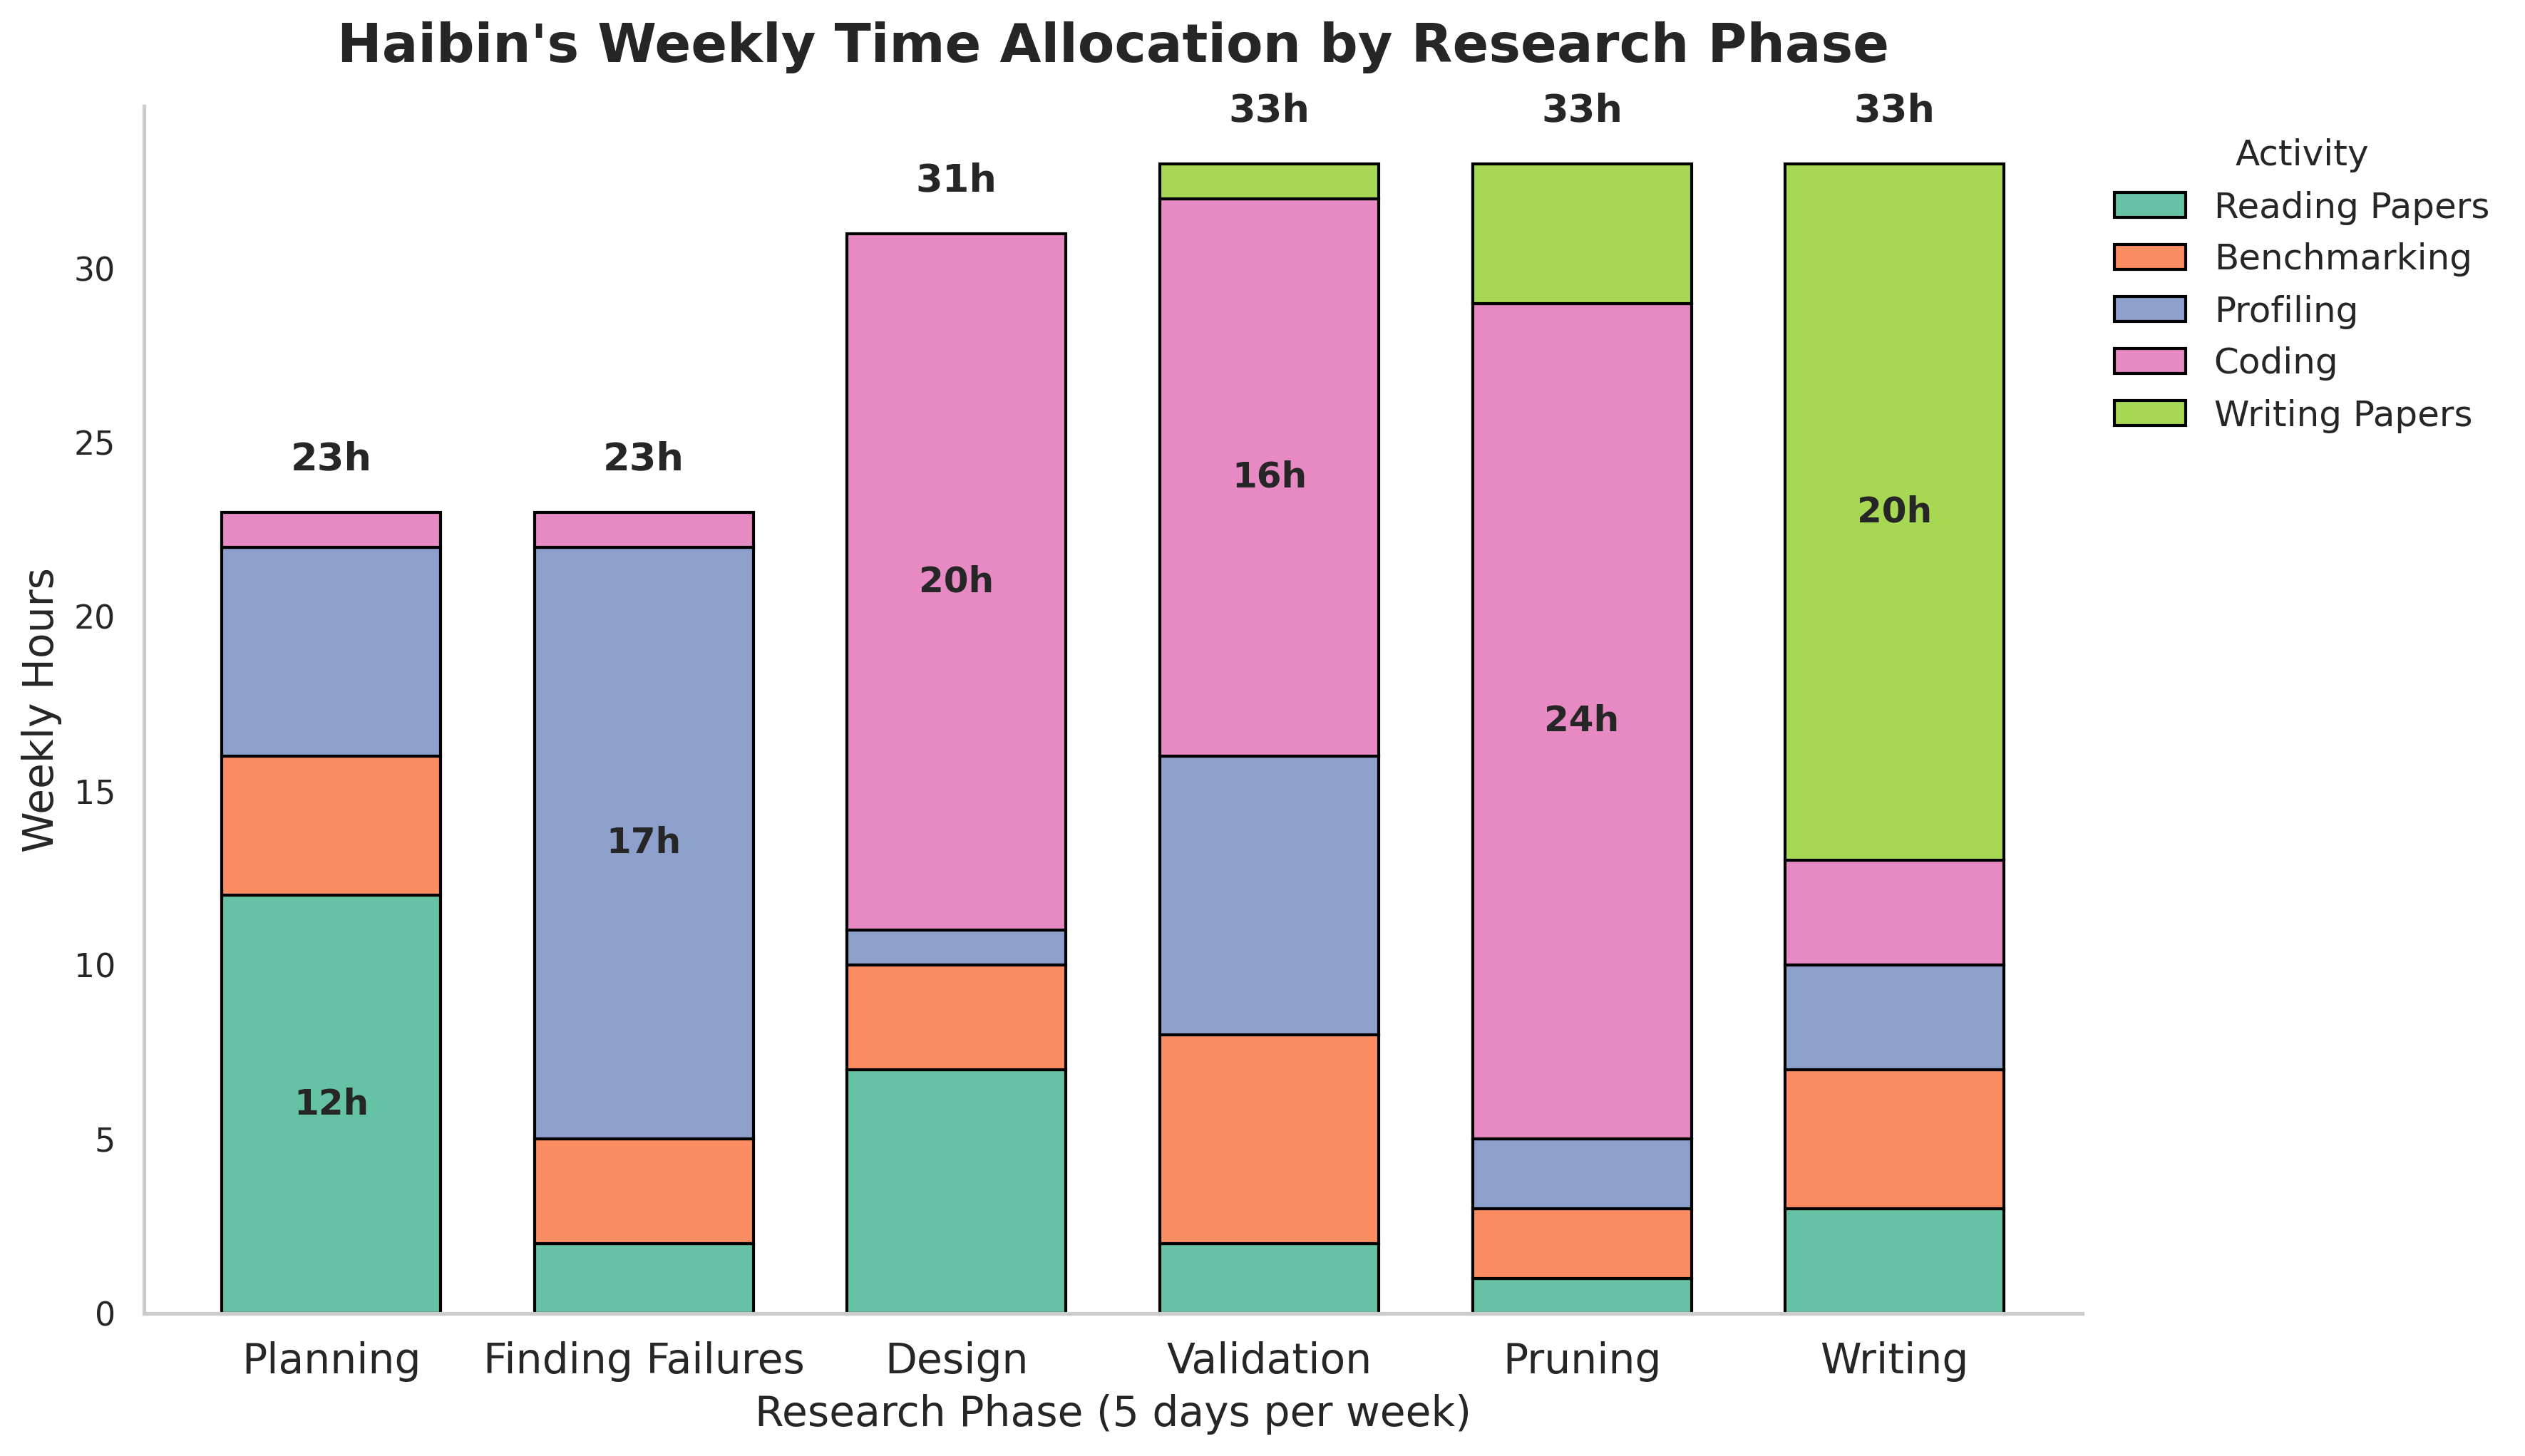 Haibin's Weekly Time Allocation by Research Phase
33h
33h
33h
31h
23h
23h
Activity
Reading Papers
Benchmarking
Profiling
Coding
Writing Papers
Weekly Hours
30
25
20
15
10
5
0
12h
17h
20h
16h
24h
20h
Planning
Finding Failures
Design
Validation
Pruning
Writing
Research Phase (5 days per week)